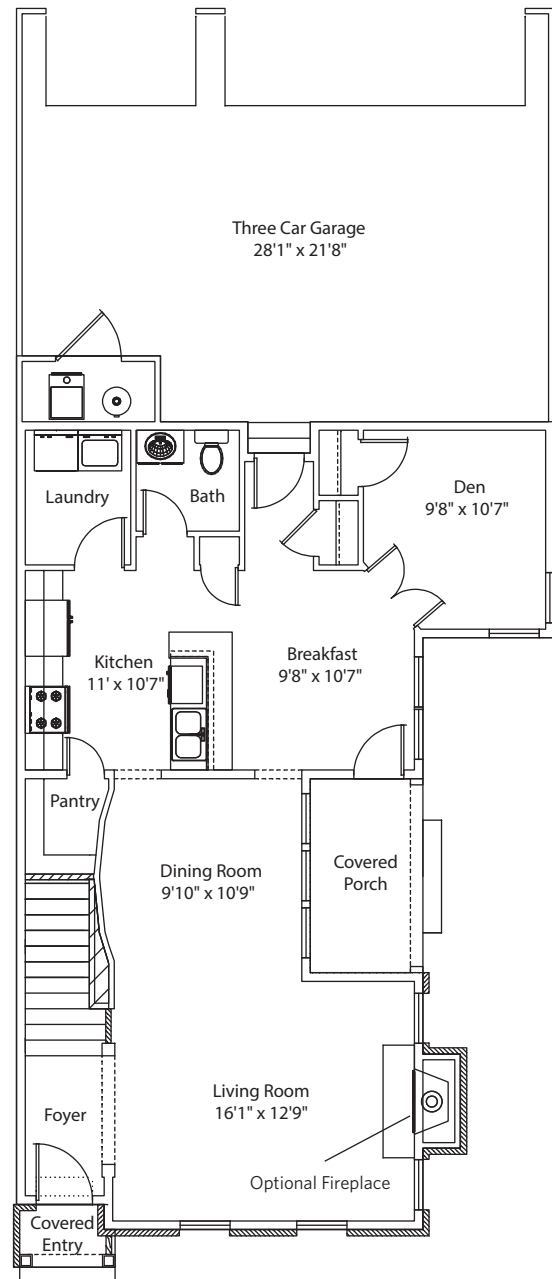 Three Car Garage
28'1" x 21'8"
Laundry
Bath
Den
9'8" x 10'7"
Kitchen
11' x 10'7"
Breakfast
9'8" x 10'7"
Pantry
Dining Room
9'10" x 10'9"
Covered
Porch
Living Room
16'1" x 12'9"
Foyer
Optional Fireplace
Covered
Entry